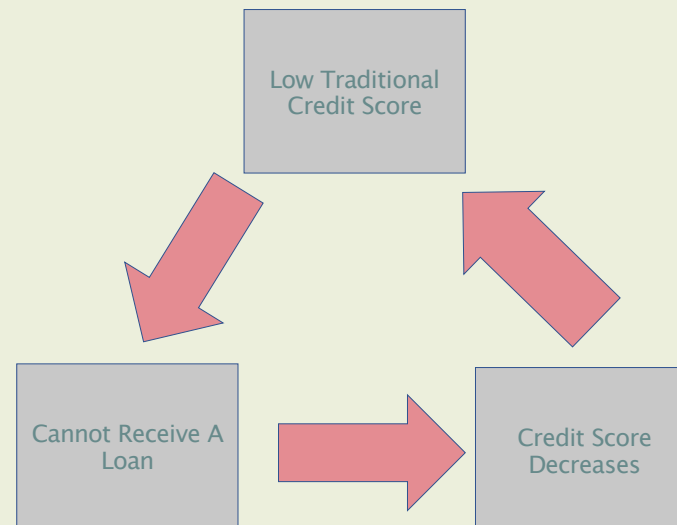 Low Traditional
Credit Score
Cannot Receive A
Loan
Credit Score
Decreases